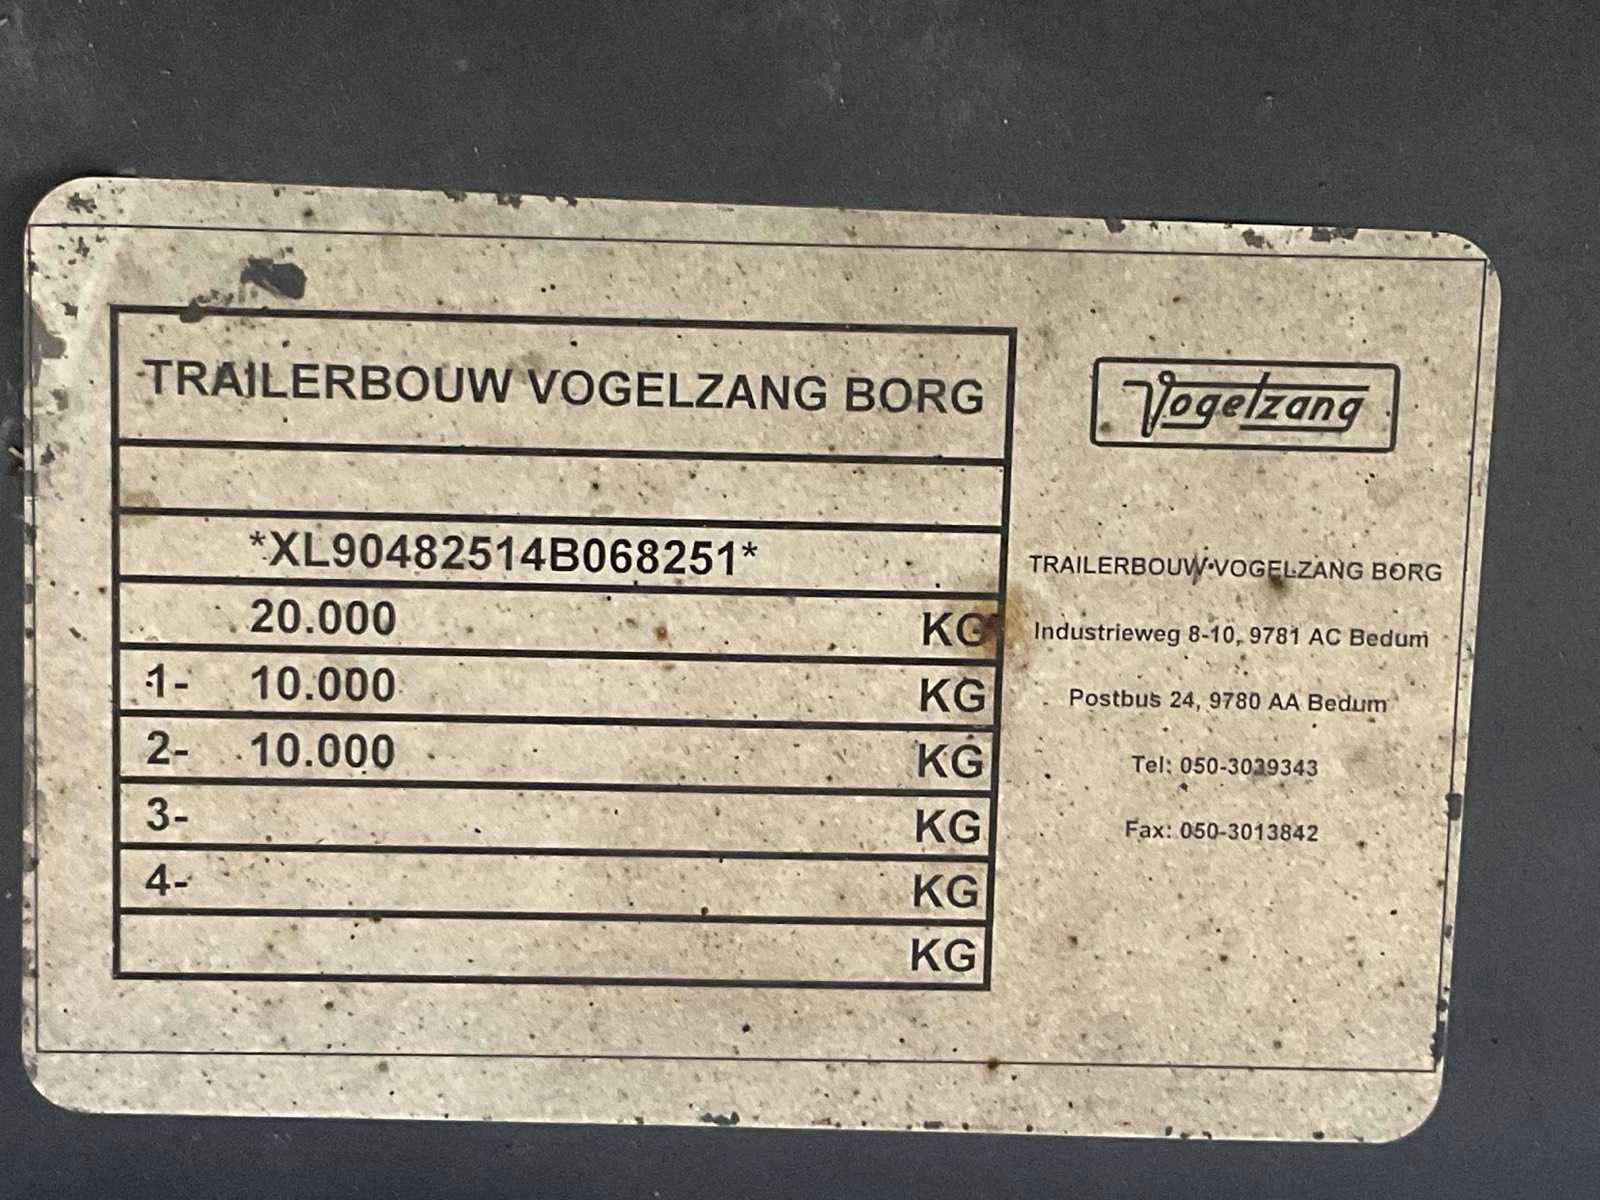 TRAILERBOUW VOGELZANG BORG
*XL90482514B068251*
20.000 KG
1- 10.000 KG
2- 10.000 KG
3- KG
4- KG
KG
Vogelzang
TRAILERBOUW VOGELZANG BORG
Industrieweg 8-10, 9781 AC Bedum
Postbus 24, 9780 AA Bedum
Tel: 050-3039343
Fax: 050-3013842